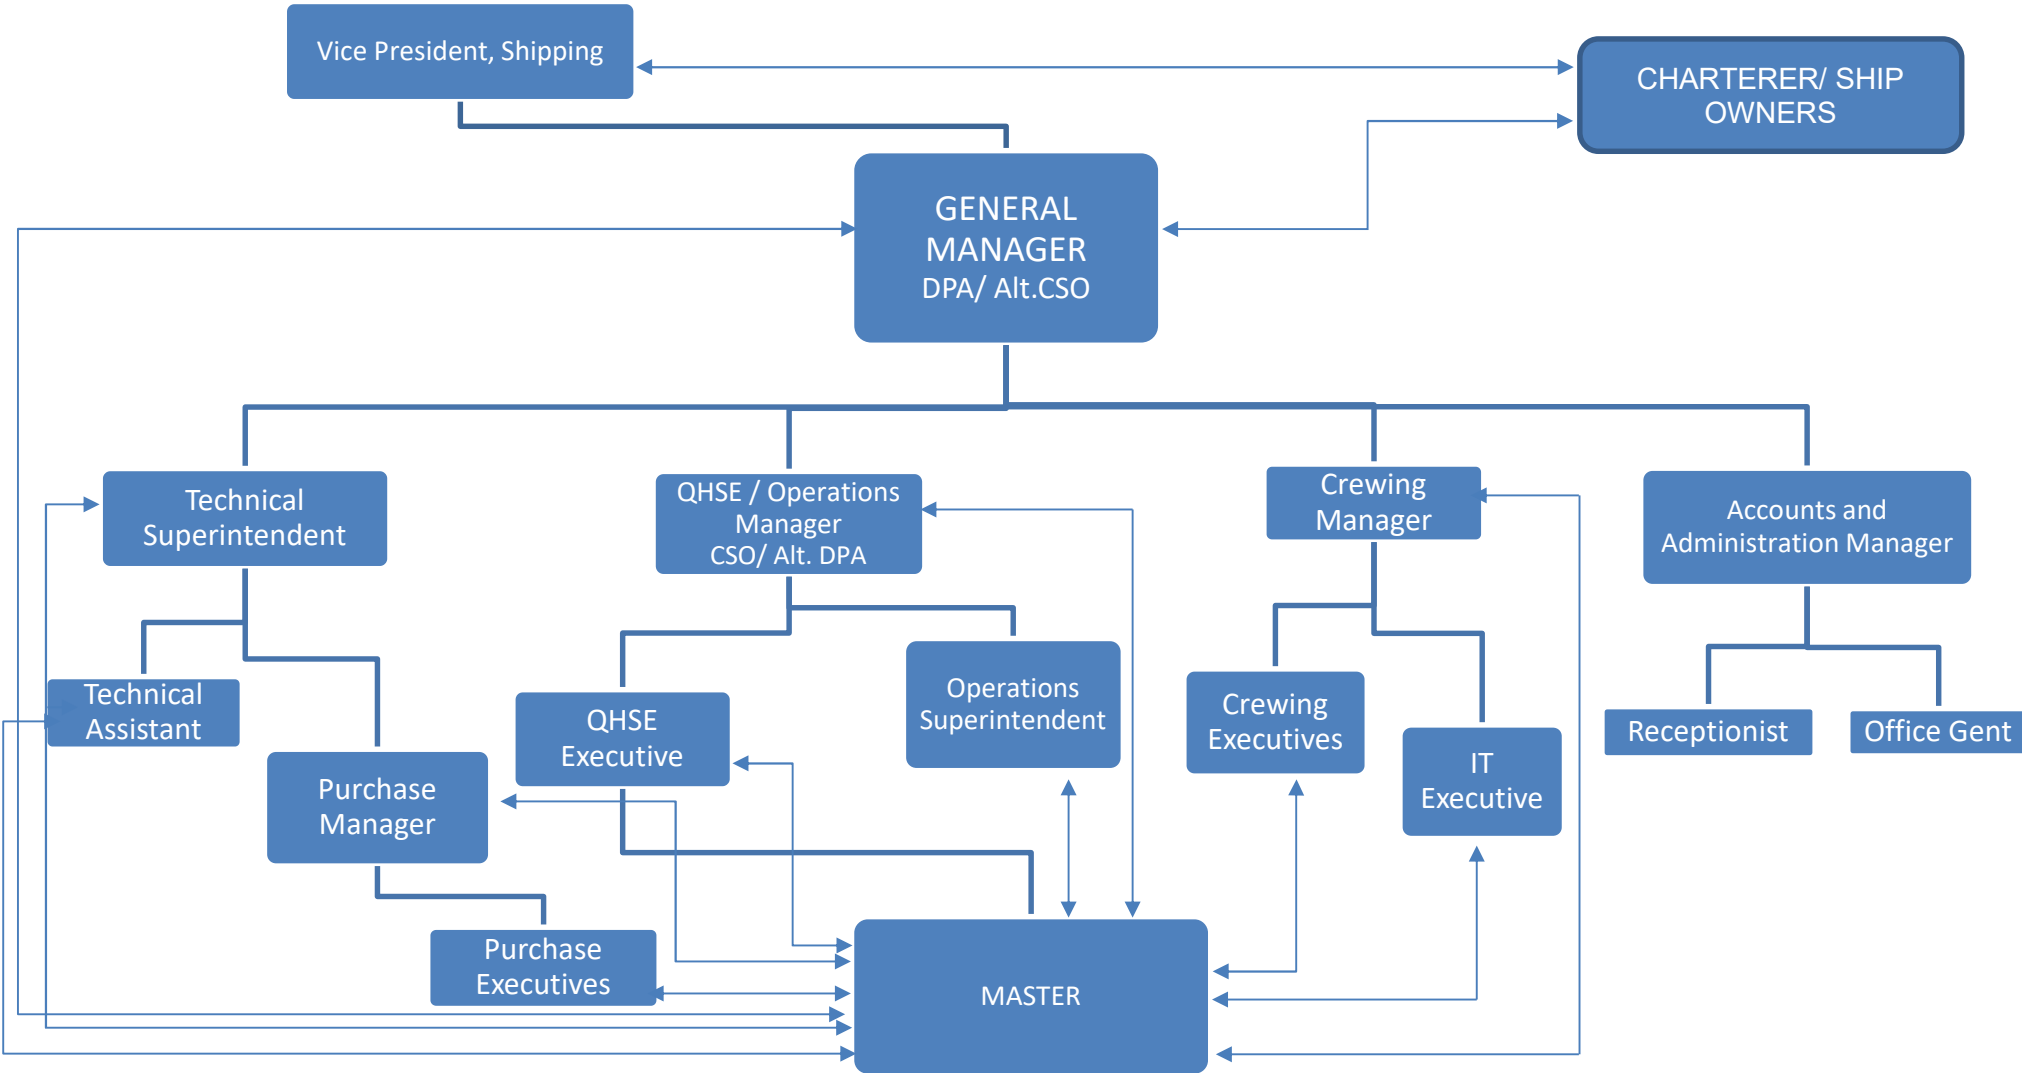 Vice President, Shipping
CHARTERER/ SHIP
OWNERS
GENERAL
MANAGER
DPA/ Alt.CSO
Technical
Superintendent
QHSE / Operations
Manager
CSO/ Alt. DPA
Crewing
Manager
Accounts and
Administration Manager
Technical
Assistant
Purchase
Manager
Purchase
Executives
QHSE
Executive
Operations
Superintendent
Crewing
Executives
IT
Executive
Receptionist
Office Gent
MASTER